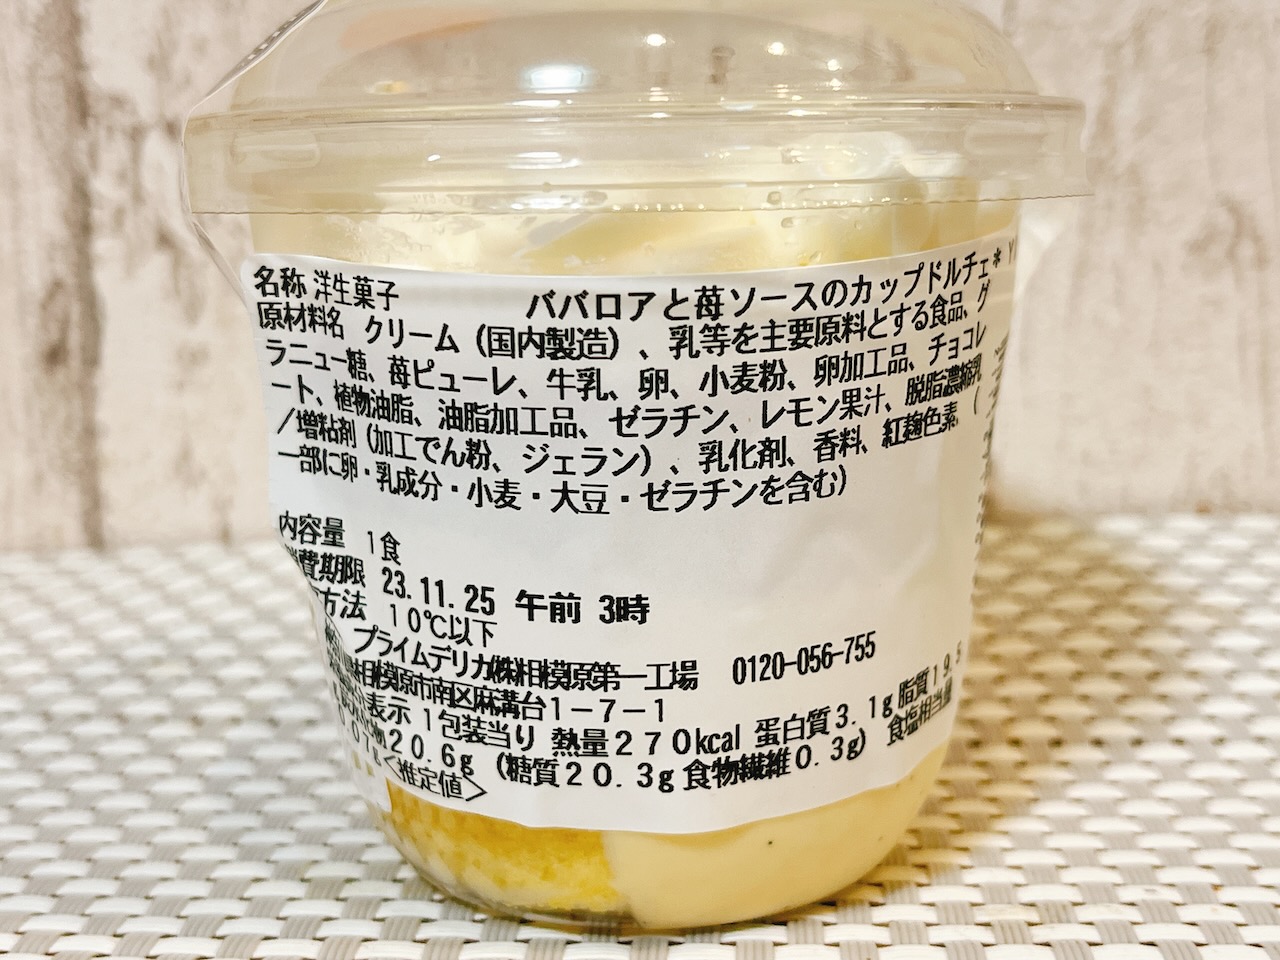 名称 洋生菓子
ババロアと苺ソースのカップドルチェ*
原材料名 クリーム(国内製造)、乳等を主要原料とする食品、グ
ラニュー糖、苺ピューレ、牛乳、卵、小麦粉、卵加工品、チョコレ
ート、植物油脂、油脂加工品、ゼラチン、レモン果汁、脱脂濃縮乳
/増粘剤(加工でん粉、ジェラン)、乳化剤、香料、紅麹色素、(
一部に卵・乳成分・小麦・大豆・ゼラチンを含む)
内容量 1食
消費期限 23.11.25 午前 3時
方法 10℃以下
プライムデリカ(株)相模原第一工場 0120-056-755
相模原市南区麻溝台1-7-1
表示 1包装当り 熱量270kcal 蛋白質3.1g 脂質19.5
20.6g (糖質20.3g 食物繊維0.3g) 食塩相当量
<推定値>